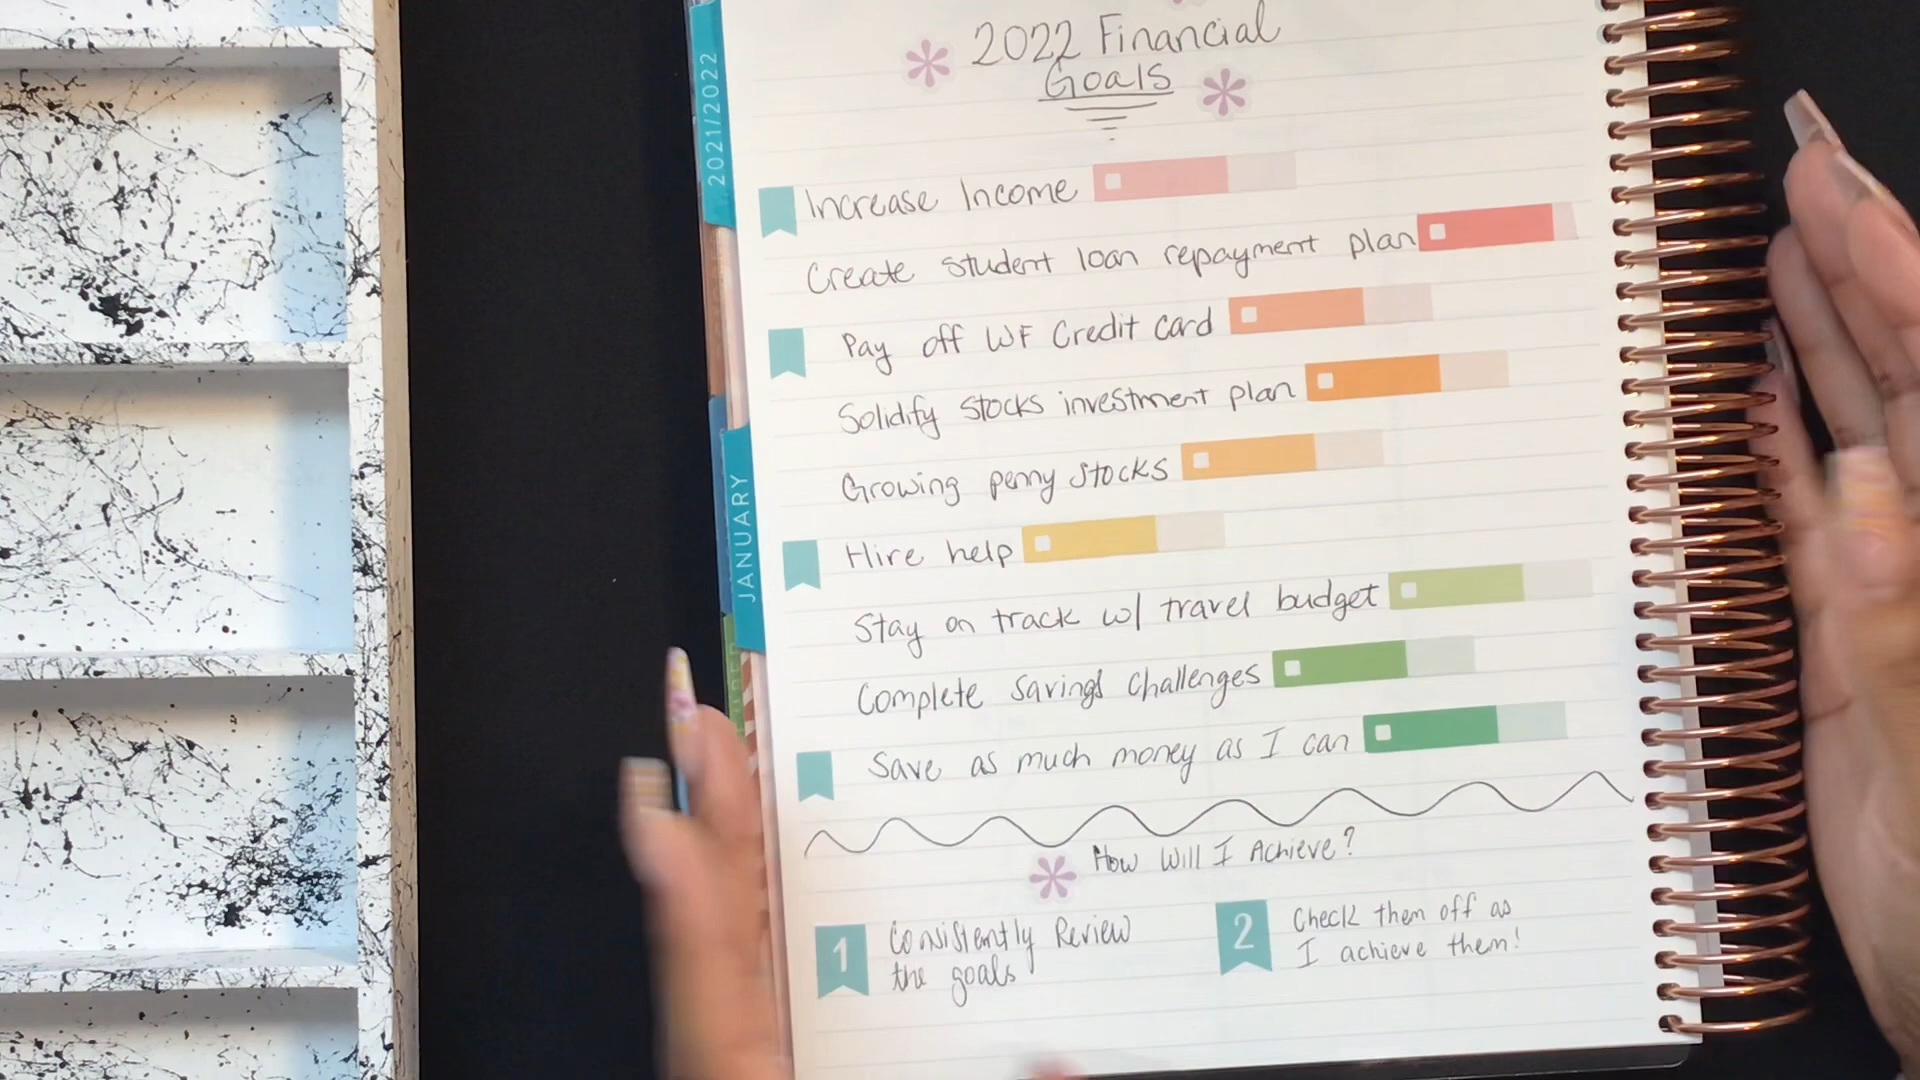 2021/2022
JANUARY
2022 Financial
Goals
Increase Income
Create student loan repayment plan
Pay off WF Credit Card
Solidify Stocks investment plan
Growing penny stocks
Hire help
Stay on track w/ travel budget
Complete Savings Challenges
Save as much money as I can
How Will I Achieve?
1 Consistently Review
the goals
2 Check them off as
I achieve them!